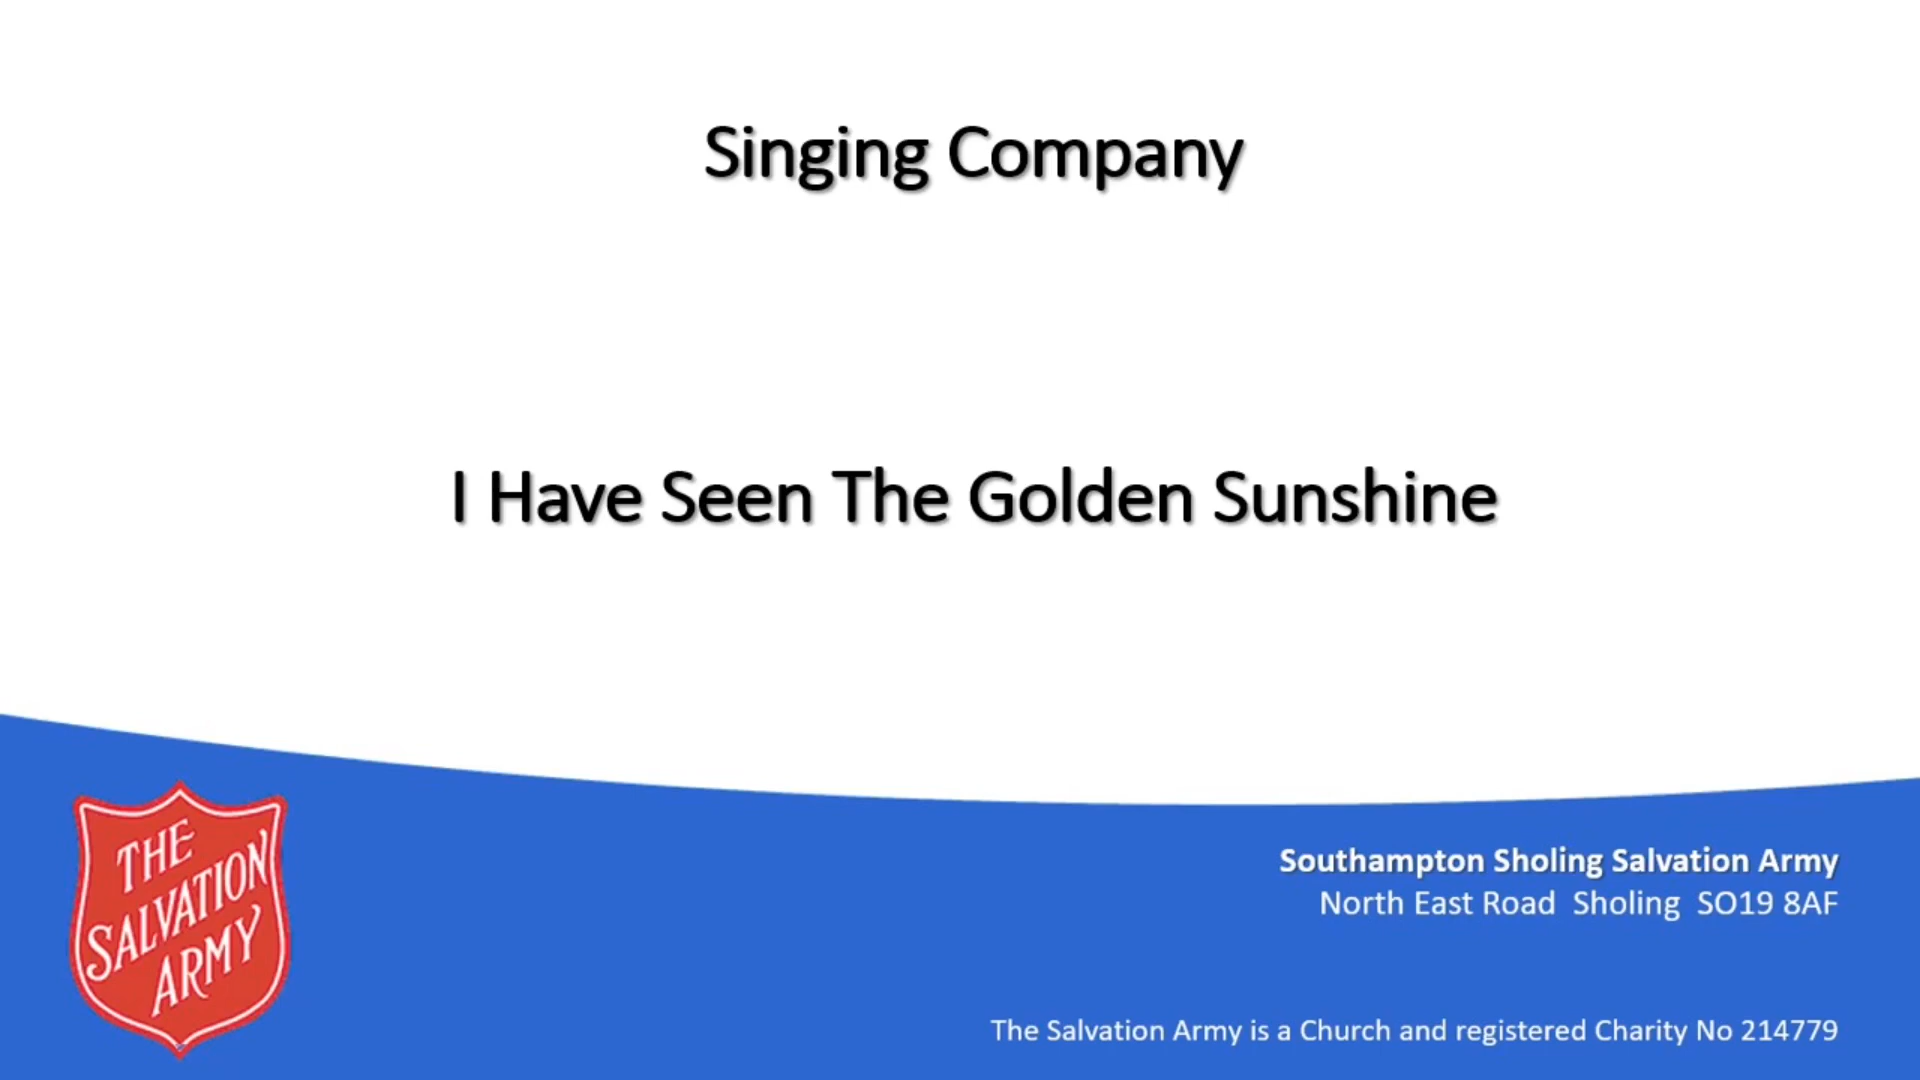 Singing Company
I Have Seen The Golden Sunshine
THE
SALVATION
ARMY
Southampton Sholing Salvation Army
North East Road  Sholing  SO19 8AF
The Salvation Army is a Church and registered Charity No 214779